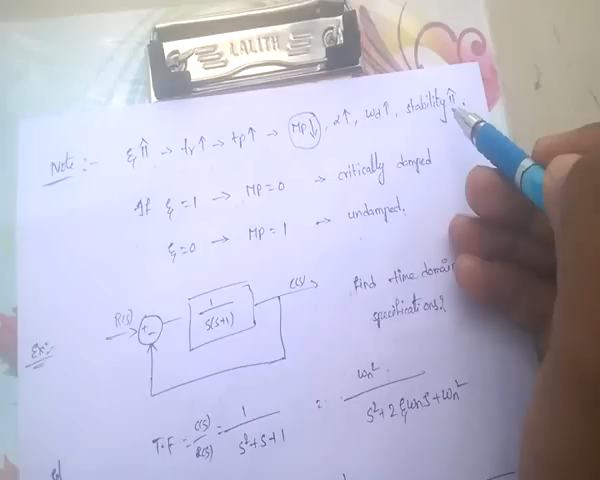 LALITH
Note :- ξ ⇑ → tr↑ → tp↑ → Mp↓, α↑, ωd↑, stability ⇑.
If ξ = 1 → Mp = 0 → critically damped
ξ = 0 → Mp = 1 → undamped.
Ex:- R(s) + - 1/s(s+1) C(s) Find time domain
specifications?
T.F = C(s)/R(s) = 1/s²+s+1 = ωn²/s²+2ξωns+ωn²